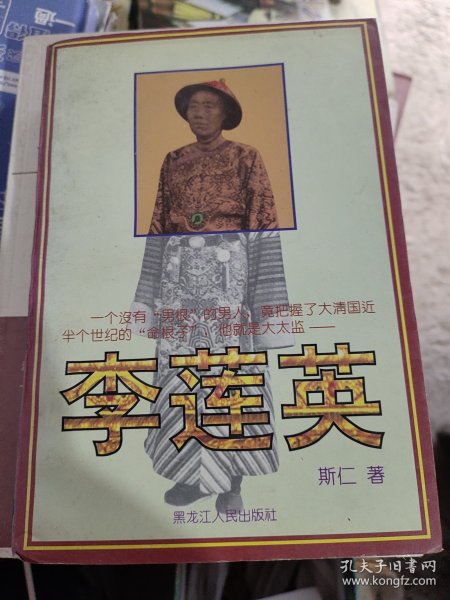 一个没有“男根”的男人，竟把握了大清国近
半个世纪的“命根子”，他就是大太监——
李莲英
斯仁 著
黑龙江人民出版社
孔夫子旧书网
www.kongfz.com